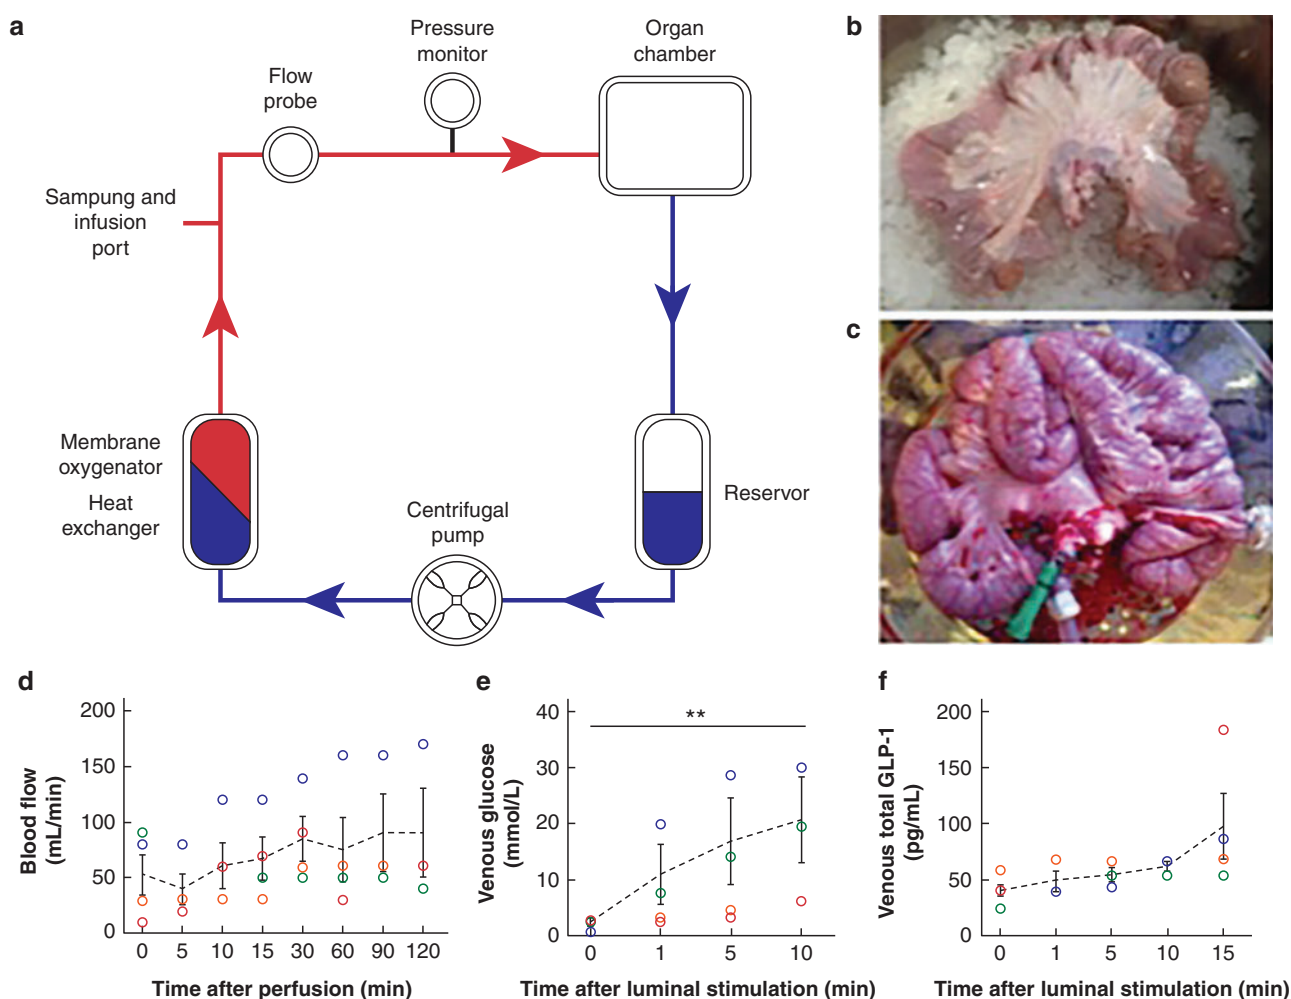 a
Pressure
monitor
Organ
chamber
Flow
probe
Sampung and
infusion
port
Membrane
oxygenator
Heat
exchanger
Centrifugal
pump
Reservor
b
c
d
Blood flow
(mL/min)
200
150
100
50
0
0 5 10 15 30 60 90 120
Time after perfusion (min)
e
Venous glucose
(mmol/L)
40
30
20
10
0
**
0 1 5 10
Time after luminal stimulation (min)
f
Venous total GLP-1
(pg/mL)
200
150
100
50
0
0 1 5 10 15
Time after luminal stimulation (min)